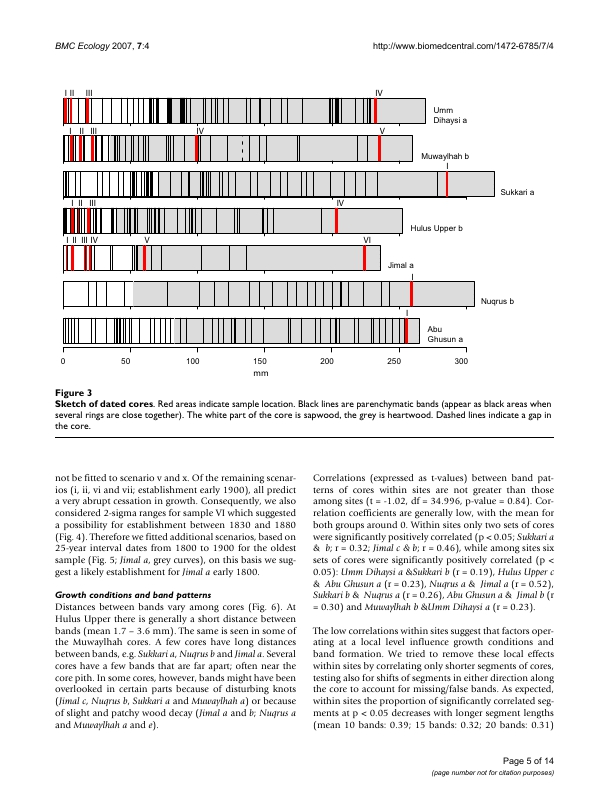 BMC Ecology 2007, 7:4
http://www.biomedcentral.com/1472-6785/7/4
I II III IV
Umm
Dihaysi a
I II III IV V
Muwaylhah b
I
Sukkari a
I II III IV
Hulus Upper b
I II III IV V VI
Jimal a
I
Nuqrus b
I
Abu
Ghusun a
0 50 100 150 200 250 300
mm
Figure 3
Sketch of dated cores. Red areas indicate sample location. Black lines are parenchymatic bands (appear as black areas when
several rings are close together). The white part of the core is sapwood, the grey is heartwood. Dashed lines indicate a gap in
the core.
not be fitted to scenario v and x. Of the remaining scenar-
ios (i, ii, vi and vii; establishment early 1900), all predict
a very abrupt cessation in growth. Consequently, we also
considered 2-sigma ranges for sample VI which suggested
a possibility for establishment between 1830 and 1880
(Fig. 4). Therefore we fitted additional scenarios, based on
25-year interval dates from 1800 to 1900 for the oldest
sample (Fig. 5; Jimal a, grey curves), on this basis we sug-
gest a likely establishment for Jimal a early 1800.
Growth conditions and band patterns
Distances between bands vary among cores (Fig. 6). At
Hulus Upper there is generally a short distance between
bands (mean 1.7 – 3.6 mm). The same is seen in some of
the Muwaylhah cores. A few cores have long distances
between bands, e.g. Sukkari a, Nuqrus b and Jimal a. Several
cores have a few bands that are far apart; often near the
core pith. In some cores, however, bands might have been
overlooked in certain parts because of disturbing knots
(Jimal c, Nuqrus b, Sukkari a and Muwaylhah a) or because
of slight and patchy wood decay (Jimal a and b; Nuqrus a
and Muwaylhah a and e).
Correlations (expressed as t-values) between band pat-
terns of cores within sites are not greater than those
among sites (t = -1.02, df = 34.996, p-value = 0.84). Cor-
relation coefficients are generally low, with the mean for
both groups around 0. Within sites only two sets of cores
were significantly positively correlated (p < 0.05; Sukkari a
& b; r = 0.32; Jimal c & b; r = 0.46), while among sites six
sets of cores were significantly positively correlated (p <
0.05): Umm Dihaysi a &Sukkari b (r = 0.19), Hulus Upper c
& Abu Ghusun a (r = 0.23), Nuqrus a & Jimal a (r = 0.52),
Sukkari b & Nuqrus a (r = 0.26), Abu Ghusun a & Jimal b (r
= 0.30) and Muwaylhah b &Umm Dihaysi a (r = 0.23).
The low correlations within sites suggest that factors oper-
ating at a local level influence growth conditions and
band formation. We tried to remove these local effects
within sites by correlating only shorter segments of cores,
testing also for shifts of segments in either direction along
the core to account for missing/false bands. As expected,
within sites the proportion of significantly correlated seg-
ments at p < 0.05 decreases with longer segment lengths
(mean 10 bands: 0.39; 15 bands: 0.32; 20 bands: 0.31)
Page 5 of 14
(page number not for citation purposes)